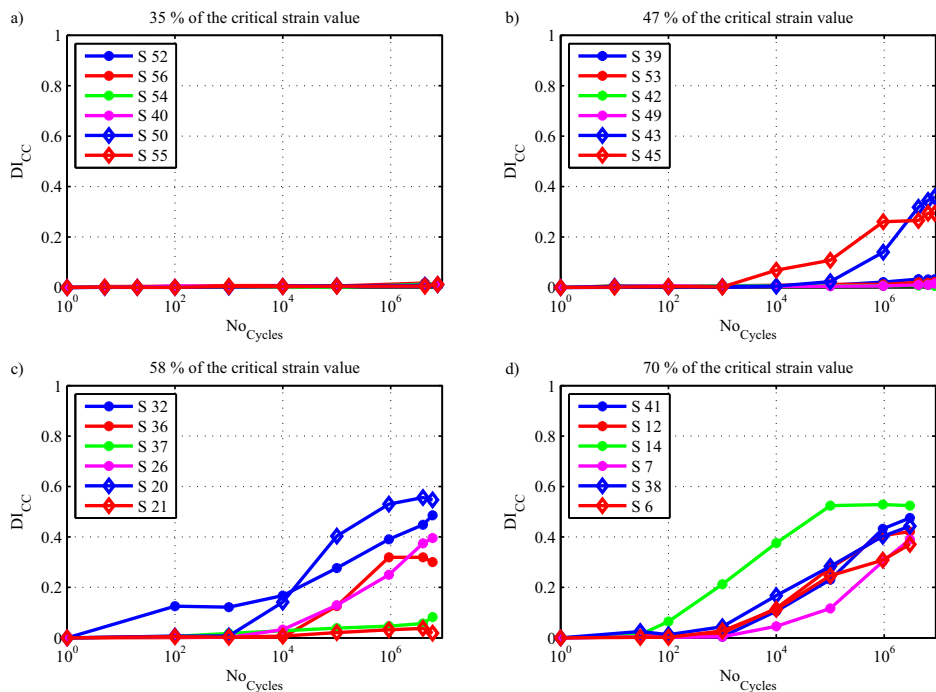 a) 35 % of the critical strain value
1
0.8
0.6
0.4
0.2
0
DI_CC
S 52
S 56
S 54
S 40
S 50
S 55
10^0 10^2 10^4 10^6
No_Cycles
b) 47 % of the critical strain value
1
0.8
0.6
0.4
0.2
0
DI_CC
S 39
S 53
S 42
S 49
S 43
S 45
10^0 10^2 10^4 10^6
No_Cycles
c) 58 % of the critical strain value
1
0.8
0.6
0.4
0.2
0
DI_CC
S 32
S 36
S 37
S 26
S 20
S 21
10^0 10^2 10^4 10^6
No_Cycles
d) 70 % of the critical strain value
1
0.8
0.6
0.4
0.2
0
DI_CC
S 41
S 12
S 14
S 7
S 38
S 6
10^0 10^2 10^4 10^6
No_Cycles